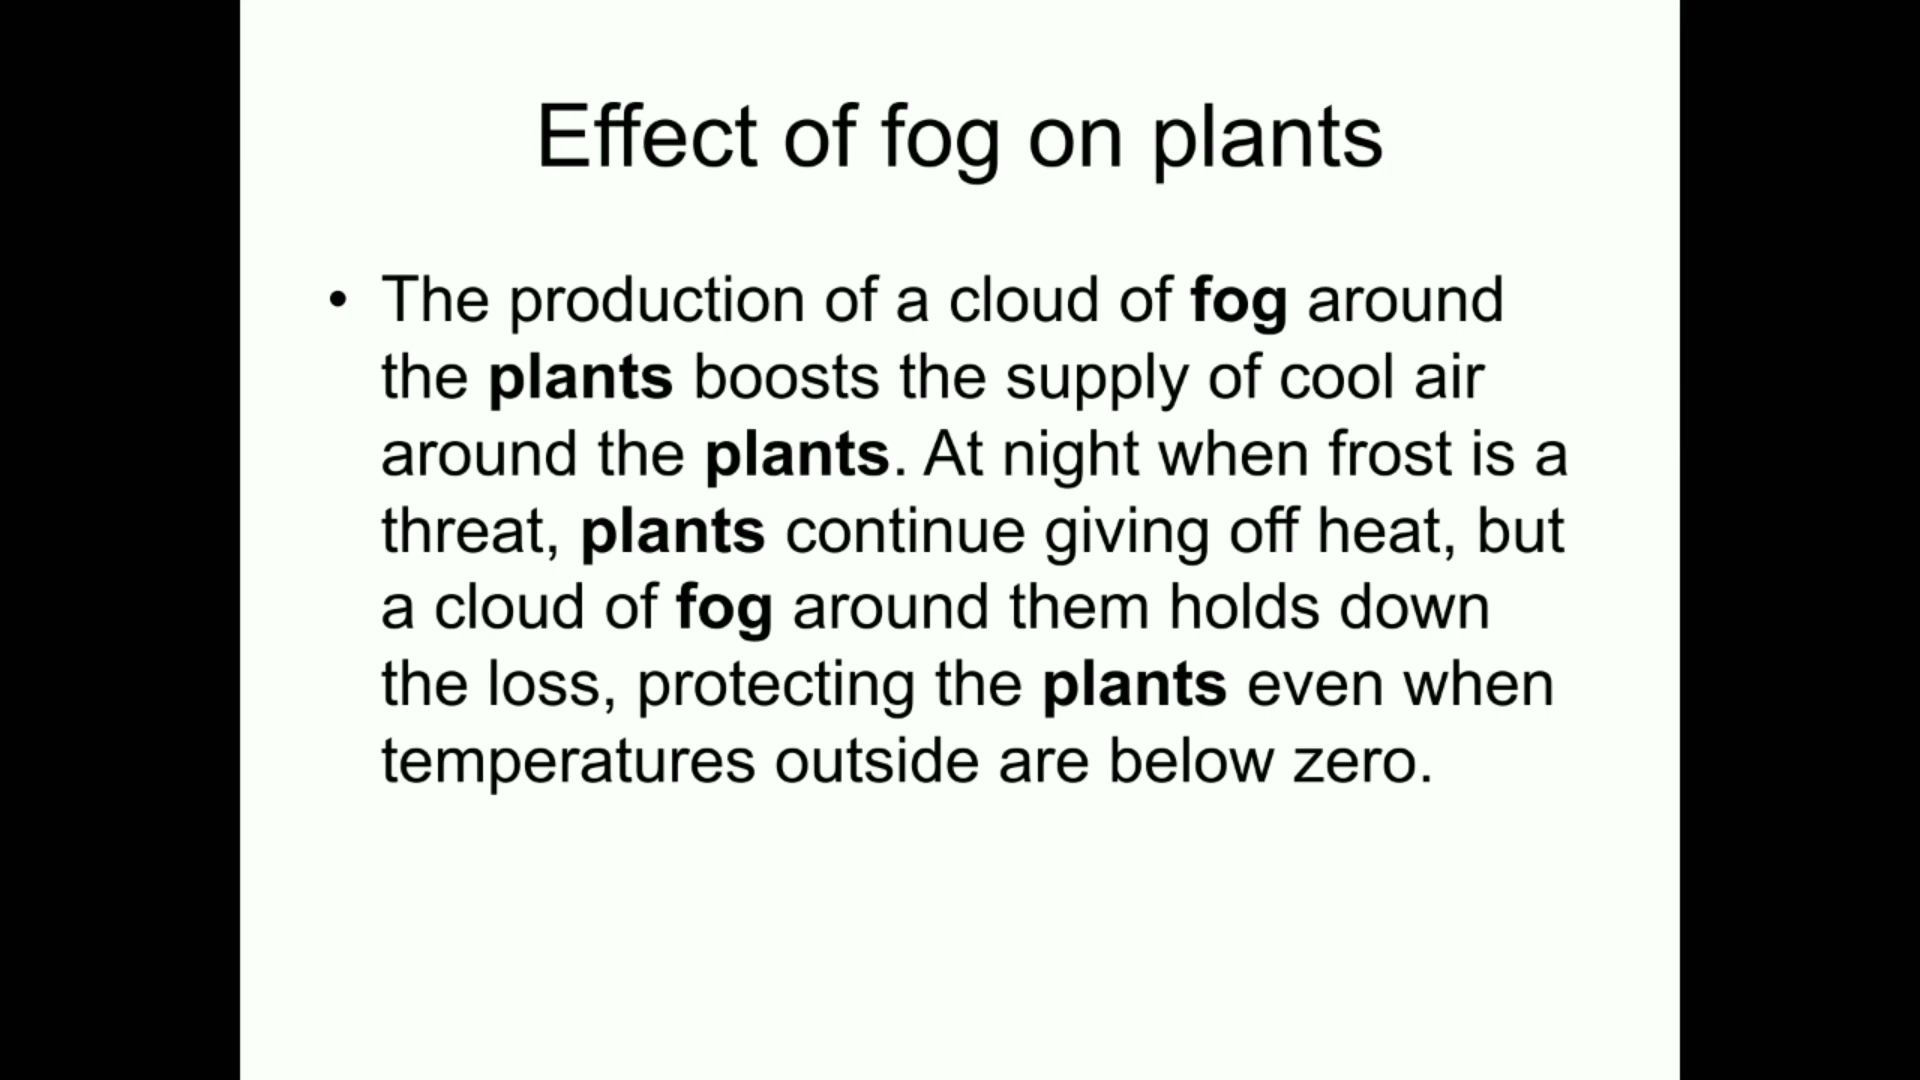 Effect of fog on plants
• The production of a cloud of fog around
the plants boosts the supply of cool air
around the plants. At night when frost is a
threat, plants continue giving off heat, but
a cloud of fog around them holds down
the loss, protecting the plants even when
temperatures outside are below zero.